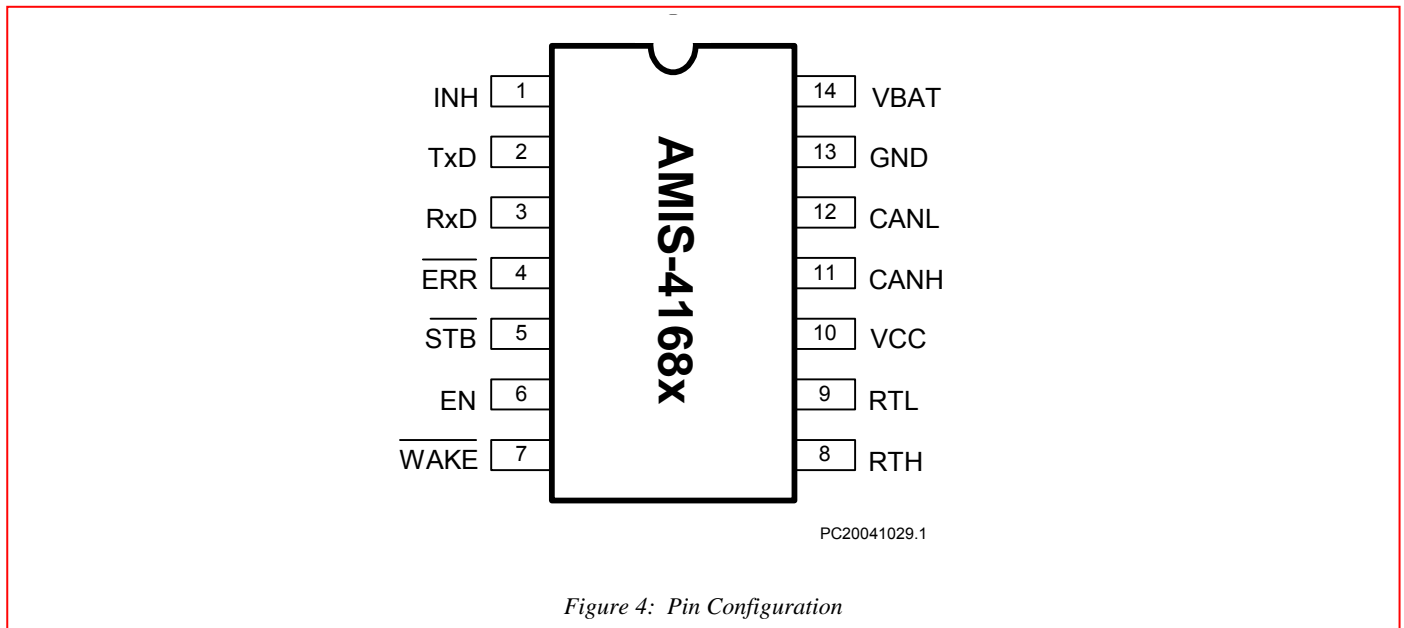 INH 1 14 VBAT
TxD 2 13 GND
RxD 3 12 CANL
ERR 4 11 CANH
STB 5 10 VCC
EN 6 9 RTL
WAKE 7 8 RTH
AMIS-4168x
PC20041029.1
Figure 4: Pin Configuration